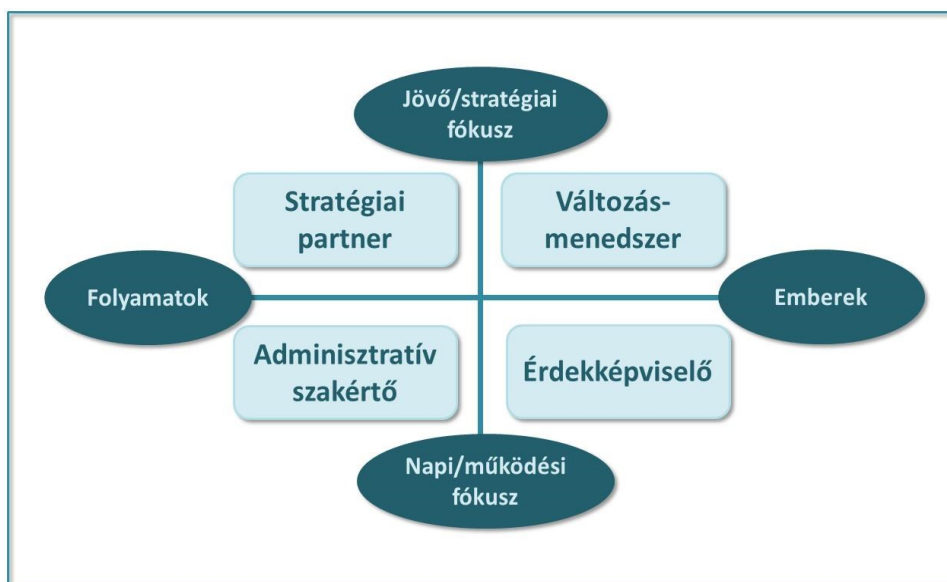 Jövő/stratégiai
fókusz
Stratégiai
partner
Változás-
menedszer
Folyamatok
Emberek
Adminisztratív
szakértő
Érdekképviselő
Napi/működési
fókusz